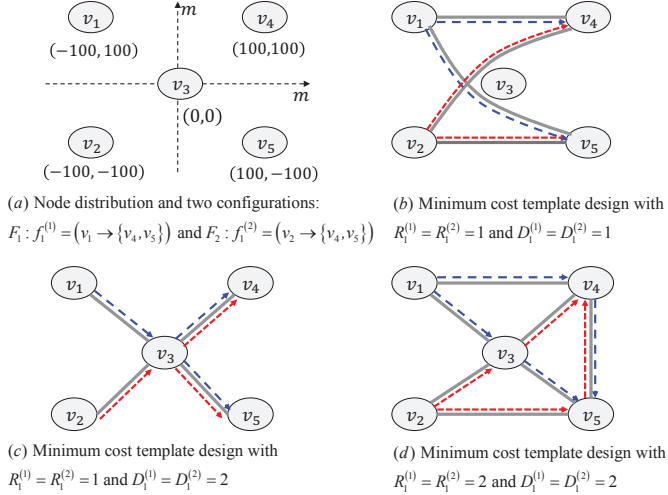 v₁ v₄ m
(-100, 100) (100,100)
v₃ m
(0,0)
v₂ v₅
(-100, -100) (100, -100)
(a) Node distribution and two configurations:
F₁ : f₁⁽¹⁾ = (v₁ → {v₄, v₅}) and F₂ : f₁⁽²⁾ = (v₂ → {v₄, v₅})
v₁ v₄
v₃
v₂ v₅
(b) Minimum cost template design with
R₁⁽¹⁾ = R₁⁽²⁾ = 1 and D₁⁽¹⁾ = D₁⁽²⁾ = 1
v₁ v₄
v₃
v₂ v₅
(c) Minimum cost template design with
R₁⁽¹⁾ = R₁⁽²⁾ = 1 and D₁⁽¹⁾ = D₁⁽²⁾ = 2
v₁ v₄
v₃
v₂ v₅
(d) Minimum cost template design with
R₁⁽¹⁾ = R₁⁽²⁾ = 2 and D₁⁽¹⁾ = D₁⁽²⁾ = 2